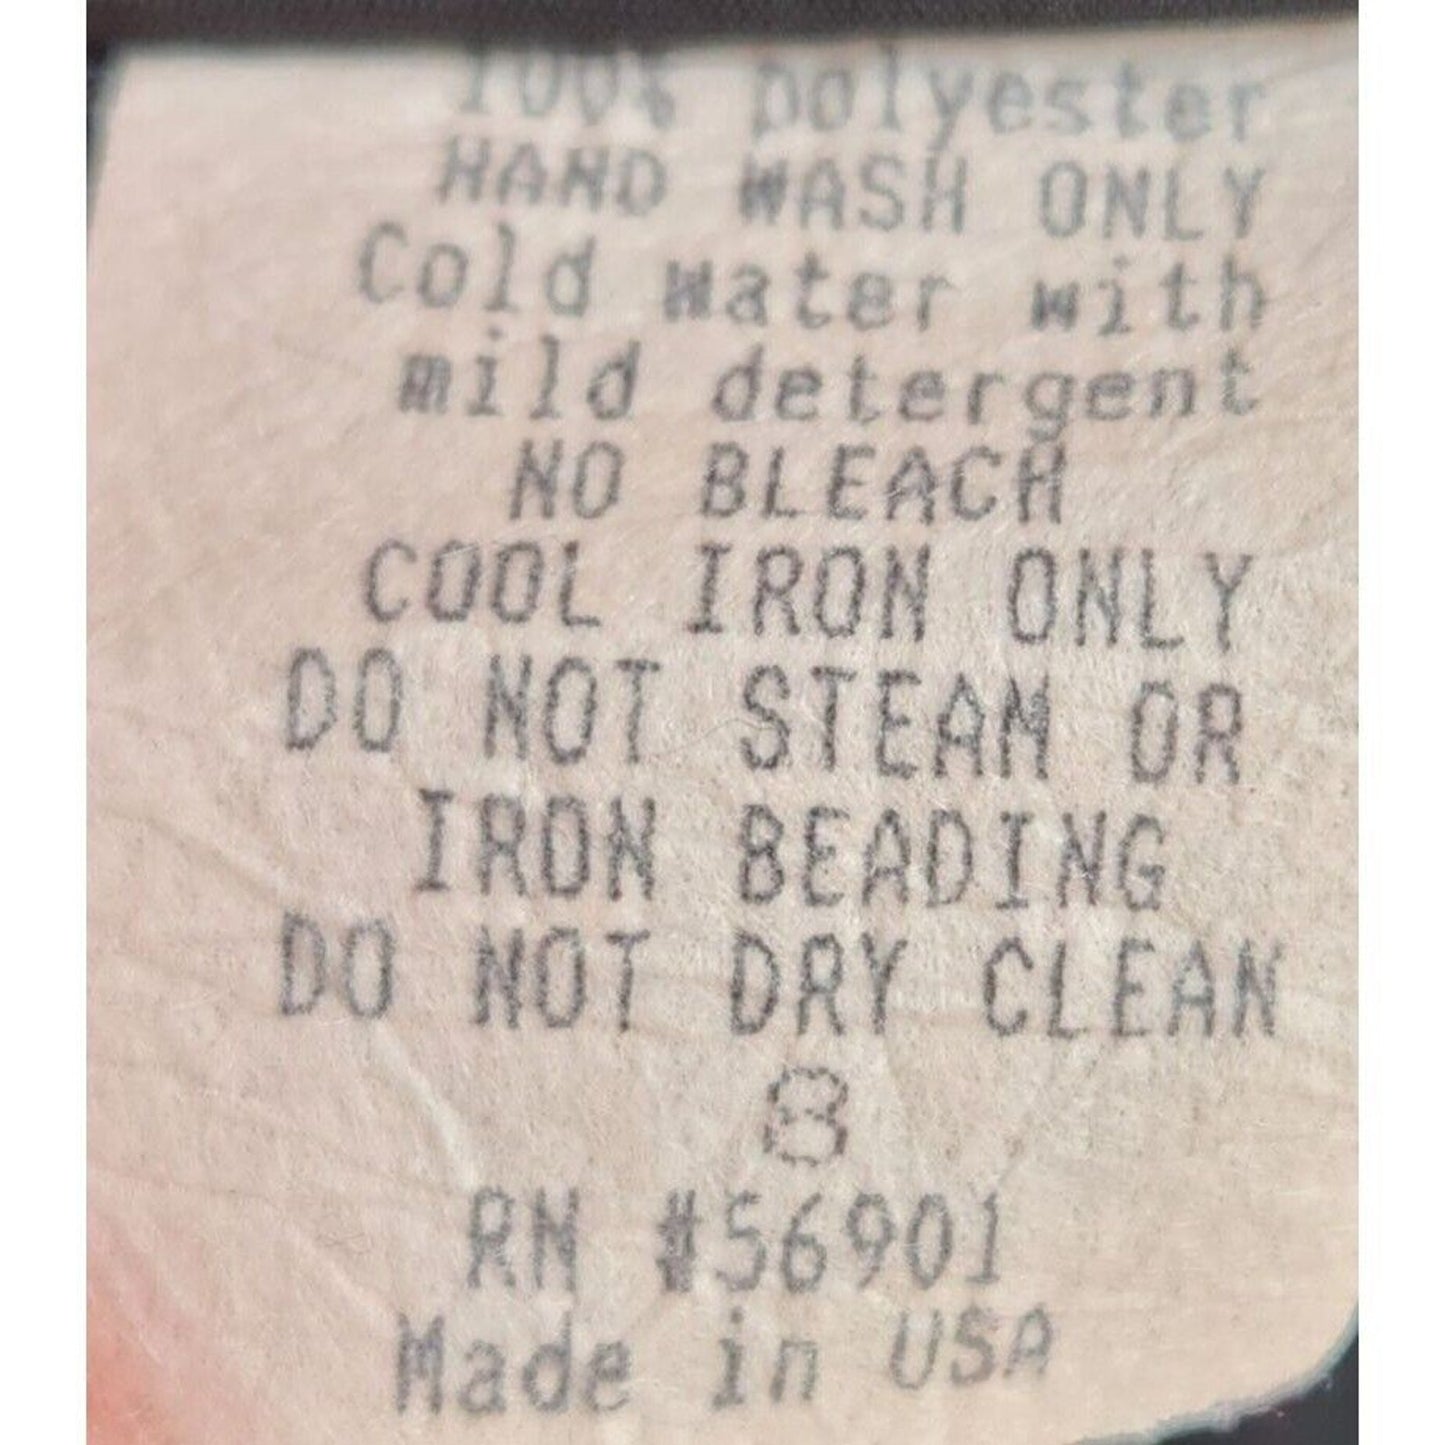 100% polyester
HAND WASH ONLY
Cold water with
mild detergent
NO BLEACH
COOL IRON ONLY
DO NOT STEAM OR
IRON BEADING
DO NOT DRY CLEAN
8
RN #56901
Made in USA